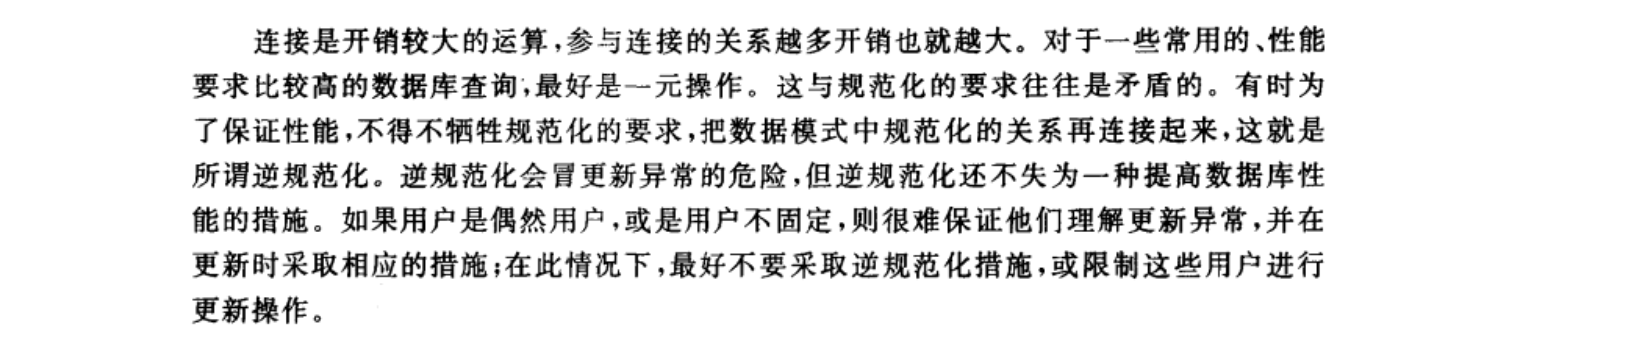 连接是开销较大的运算,参与连接的关系越多开销也就越大。对于一些常用的、性能
要求比较高的数据库查询,最好是一元操作。这与规范化的要求往往是矛盾的。有时为
了保证性能,不得不牺牲规范化的要求,把数据模式中规范化的关系再连接起来,这就是
所谓逆规范化。逆规范化会冒更新异常的危险,但逆规范化还不失为一种提高数据库性
能的措施。如果用户是偶然用户,或是用户不固定,则很难保证他们理解更新异常,并在
更新时采取相应的措施;在此情况下,最好不要采取逆规范化措施,或限制这些用户进行
更新操作。